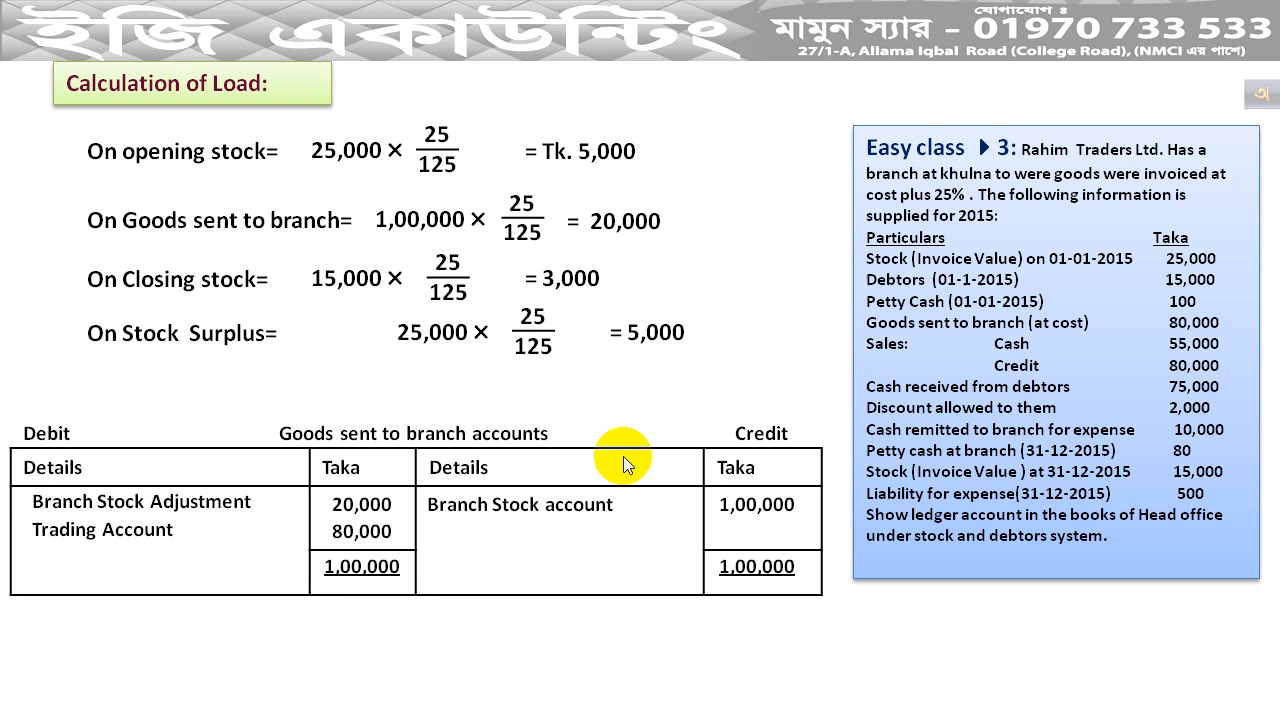 ইজি একাউন্টিং
যোগাযোগ ঃ
মামুন স্যার – 01970 733 533
27/1-A, Allama Iqbal Road (College Road), (NMCI এর পাশে)
Calculation of Load:
অ
On opening stock= 25,000 × 25/125 = Tk. 5,000
On Goods sent to branch= 1,00,000 × 25/125 = 20,000
On Closing stock= 15,000 × 25/125 = 3,000
On Stock Surplus= 25,000 × 25/125 = 5,000
Debit Goods sent to branch accounts Credit
Details Taka Details Taka
Branch Stock Adjustment 20,000 Branch Stock account 1,00,000
Trading Account 80,000
1,00,000 1,00,000
Easy class 3: Rahim Traders Ltd. Has a
branch at khulna to were goods were invoiced at
cost plus 25% . The following information is
supplied for 2015:
Particulars Taka
Stock (Invoice Value) on 01-01-2015 25,000
Debtors (01-1-2015) 15,000
Petty Cash (01-01-2015) 100
Goods sent to branch (at cost) 80,000
Sales: Cash 55,000
Credit 80,000
Cash received from debtors 75,000
Discount allowed to them 2,000
Cash remitted to branch for expense 10,000
Petty cash at branch (31-12-2015) 80
Stock (Invoice Value ) at 31-12-2015 15,000
Liability for expense(31-12-2015) 500
Show ledger account in the books of Head office
under stock and debtors system.